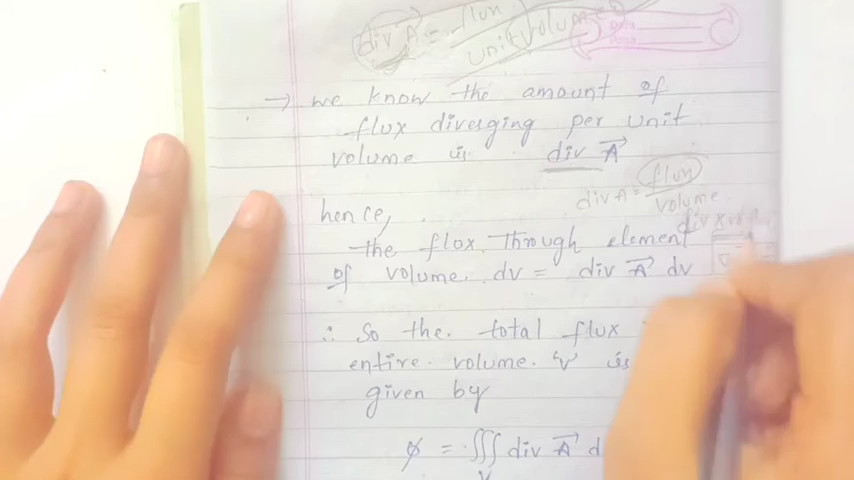 div A = flux
unit volume
Date
Page
→ we know the amount of
flux diverging per unit
volume is div A⃗
div A = flux
volume
hence,
the flux through element
of volume dv = div A⃗ dv
∴ So the total flux
entire volume 'v' is
given by
ϕ = ∭ div A⃗ d
V